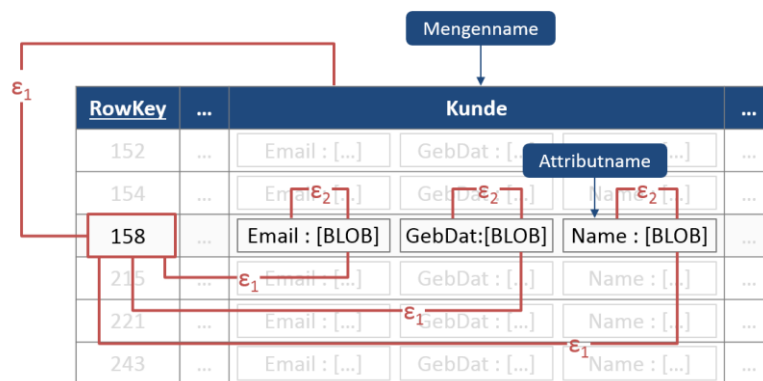 Mengenname
ε1
RowKey ... Kunde ...
152 ... Email : [...] GebDat : [...] ...] ...
Attributname
154 ... Email ε2 GebD ε2 Name ε2 ...] ...
158 ... Email : [BLOB] GebDat:[BLOB] Name : [BLOB] ...
215 ... ε1 Email : [...] GebDat : [...] Name : [...] ...
221 ... Email : [...] ε1 GebDat : [...] Name : [...] ...
ε1
243 ... Email : [...] GebDat : [...] Name : [...] ...